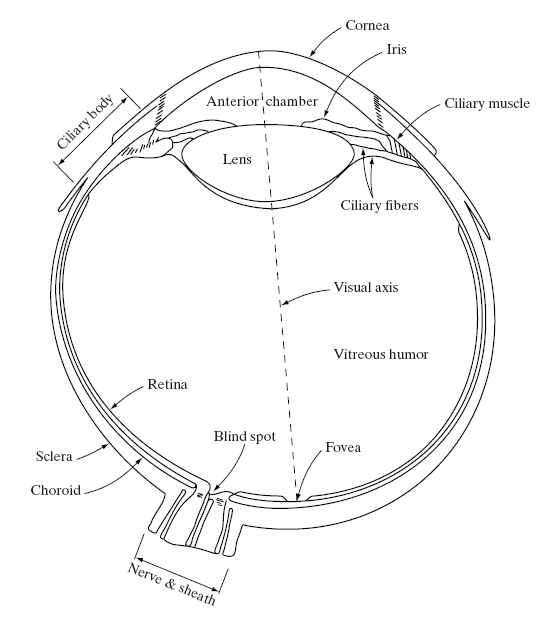 Cornea
Iris
Ciliary body
Anterior chamber
Ciliary muscle
Lens
Ciliary fibers
Visual axis
Vitreous humor
Retina
Blind spot
Fovea
Sclera
Choroid
Nerve & sheath